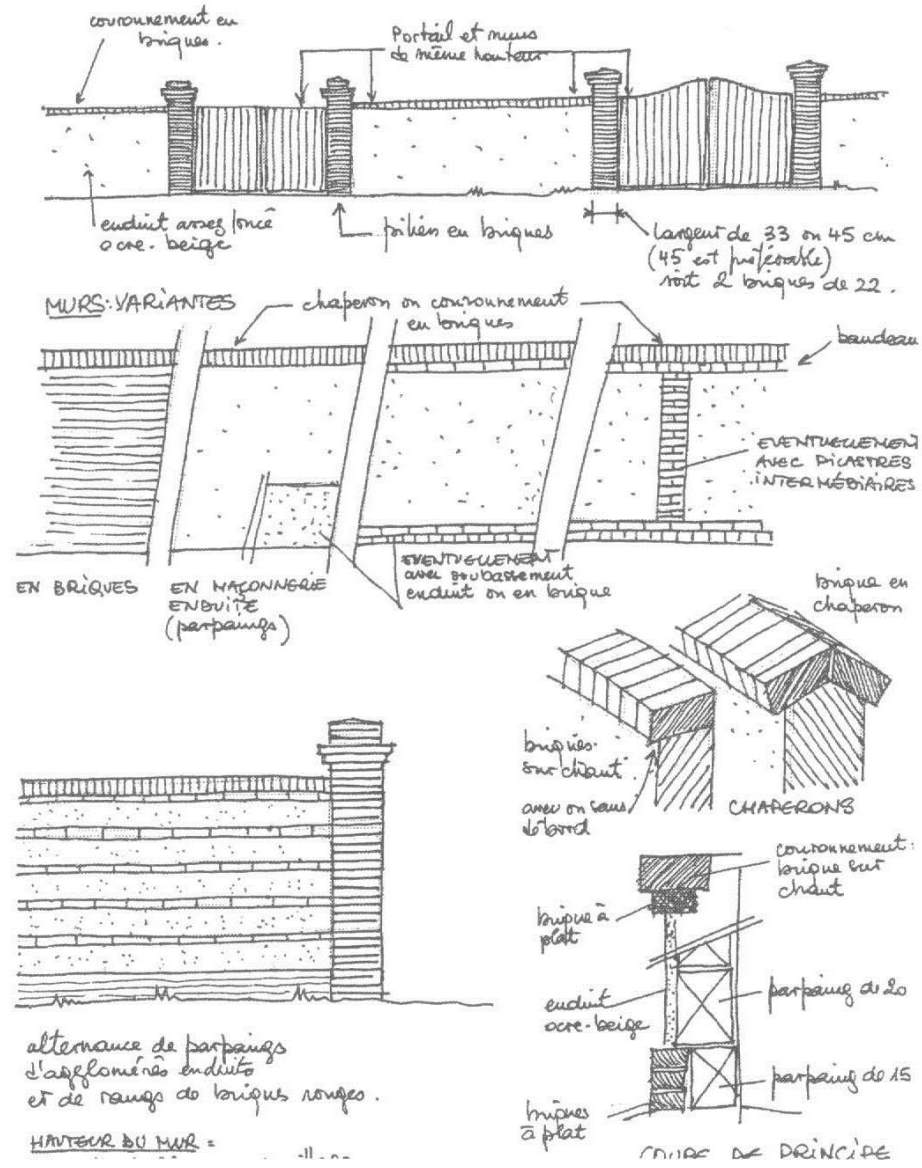 couronnement en
briques.
Portail et murs
de même hauteur
enduit assez foncé
ocre-beige
piliers en briques
largeur de 33 ou 45 cm
(45 est préférable)
soit 2 briques de 22.
MURS: VARIANTES
chaperon ou couronnement
en briques
bandeau
EVENTUELLEMENT
AVEC PILASTRES
INTERMÉDIAIRES
EN BRIQUES
EN MAÇONNERIE
ENDUITE
(parpaings)
EVENTUELLEMENT
avec soubassement
enduit ou en brique
brique en
chaperon
briques
sur chant
avec ou sans
débord
CHAPERONS
couronnement:
brique sur
chant
brique à
plat
enduit
ocre-beige
parpaing de 20
parpaing de 15
briques
à plat
COUPE DE PRINCIPE
alternance de parpaings
d'agglomérés enduits
et de rangs de briques rouges.
HAUTEUR DU MUR =